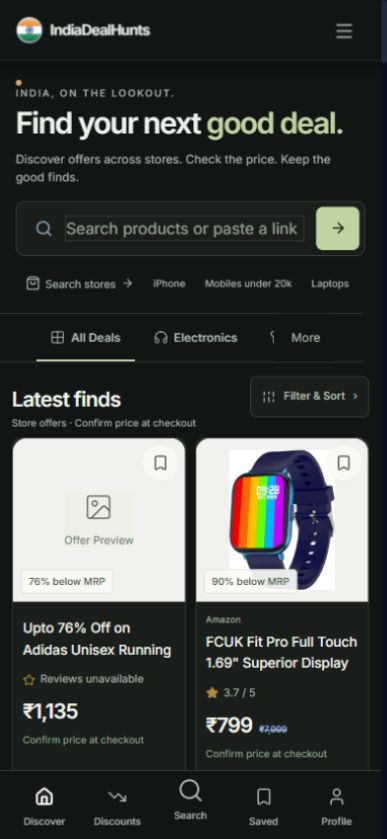 IndiaDealHunts
INDIA, ON THE LOOKOUT.
Find your next good deal.
Discover offers across stores. Check the price. Keep the
good finds.
Search products or paste a link
Search stores → iPhone Mobiles under 20k Laptops
All Deals Electronics More
Latest finds
Filter & Sort ›
Store offers · Confirm price at checkout
Offer Preview
76% below MRP
Upto 76% Off on
Adidas Unisex Running
Reviews unavailable
₹1,135
Confirm price at checkout
09:28
90% below MRP
Amazon
FCUK Fit Pro Full Touch
1.69" Superior Display
3.7 / 5
₹799 ₹7,999
Confirm price at checkout
Discover Discounts Search Saved Profile